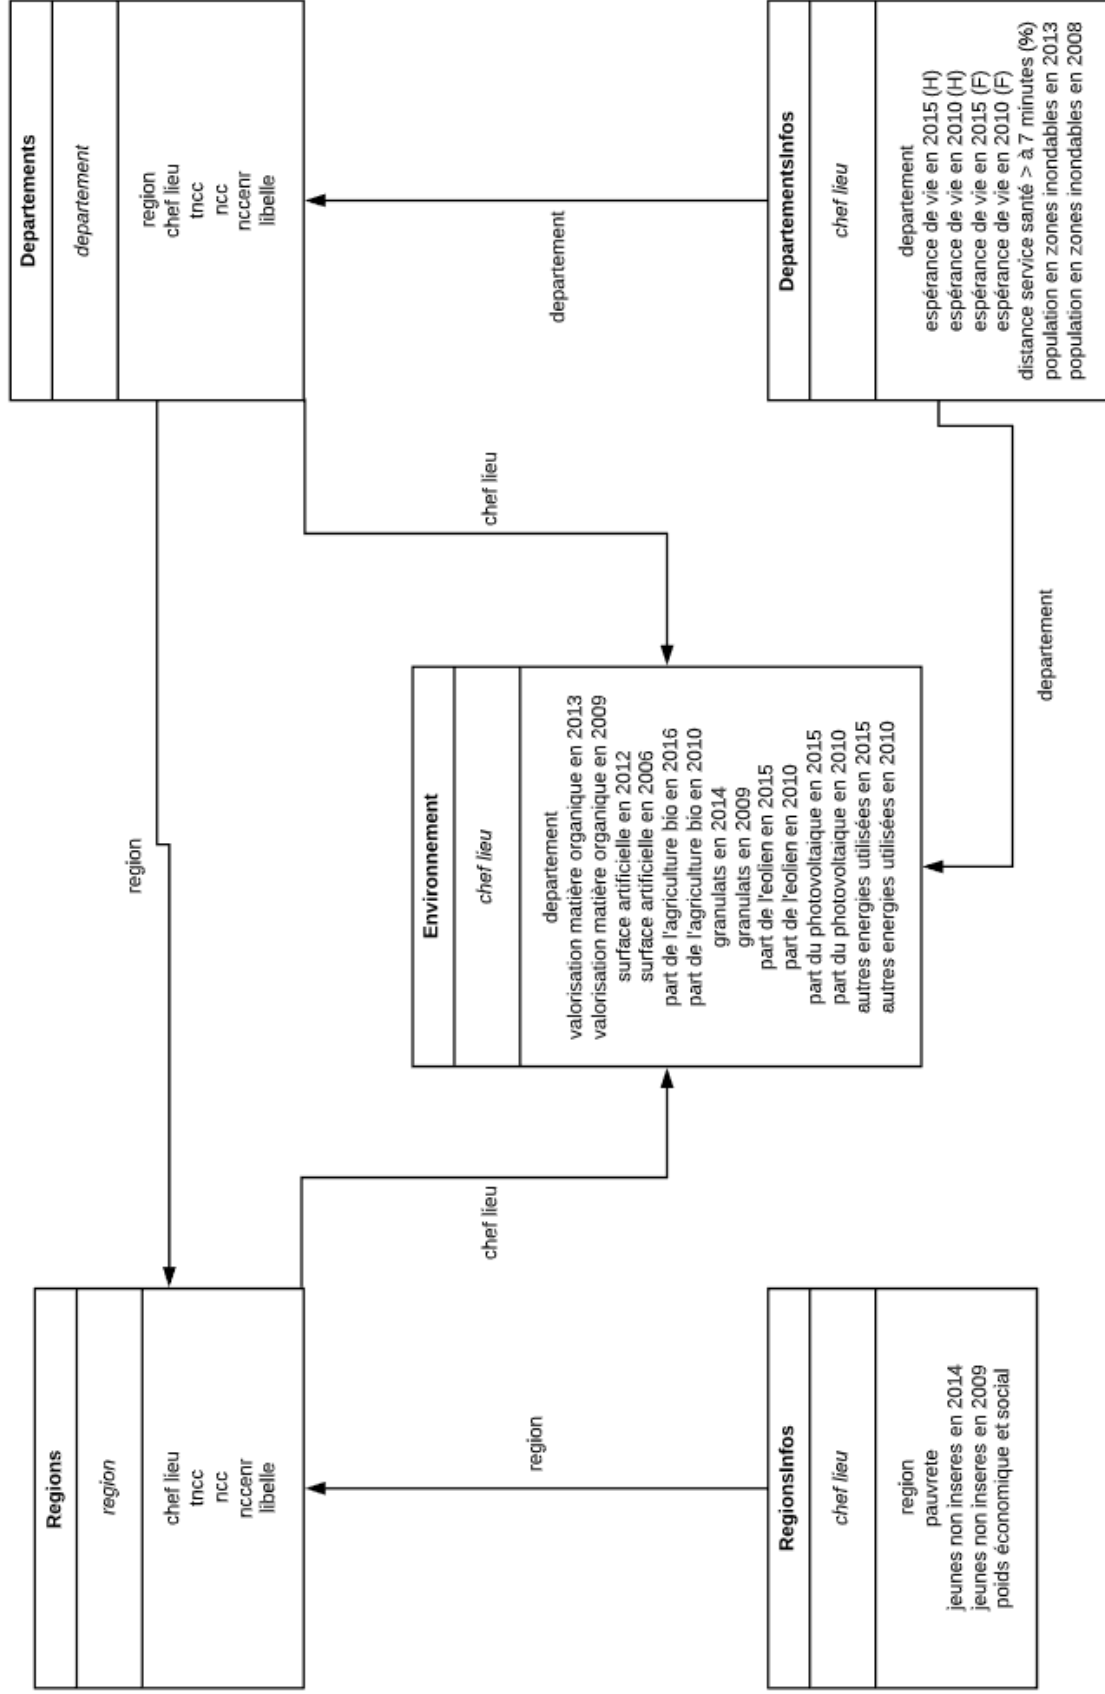 Regions
region
chef lieu
tncc
ncc
nccenr
libelle
region
Departements
departement
region
chef lieu
tncc
ncc
nccenr
libelle
chef lieu
chef lieu
region
departement
Environnement
chef lieu
departement
valorisation matière organique en 2013
valorisation matière organique en 2009
surface artificielle en 2012
surface artificielle en 2006
part de l'agriculture bio en 2016
part de l'agriculture bio en 2010
granulats en 2014
granulats en 2009
part de l'eolien en 2015
part de l'eolien en 2010
part du photovoltaique en 2015
part du photovoltaique en 2010
autres energies utilisées en 2015
autres energies utilisées en 2010
RegionsInfos
chef lieu
region
pauvrete
jeunes non inseres en 2014
jeunes non inseres en 2009
poids économique et social
departement
DepartementsInfos
chef lieu
departement
espérance de vie en 2015 (H)
espérance de vie en 2010 (H)
espérance de vie en 2015 (F)
espérance de vie en 2010 (F)
distance service santé > à 7 minutes (%)
population en zones inondables en 2013
population en zones inondables en 2008